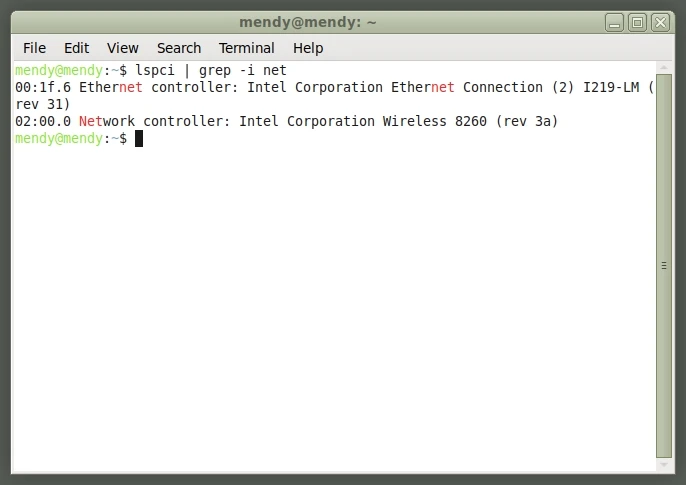 mendy@mendy: ~
File Edit View Search Terminal Help
mendy@mendy:~$ lspci | grep -i net
00:1f.6 Ethernet controller: Intel Corporation Ethernet Connection (2) I219-LM (
rev 31)
02:00.0 Network controller: Intel Corporation Wireless 8260 (rev 3a)
mendy@mendy:~$